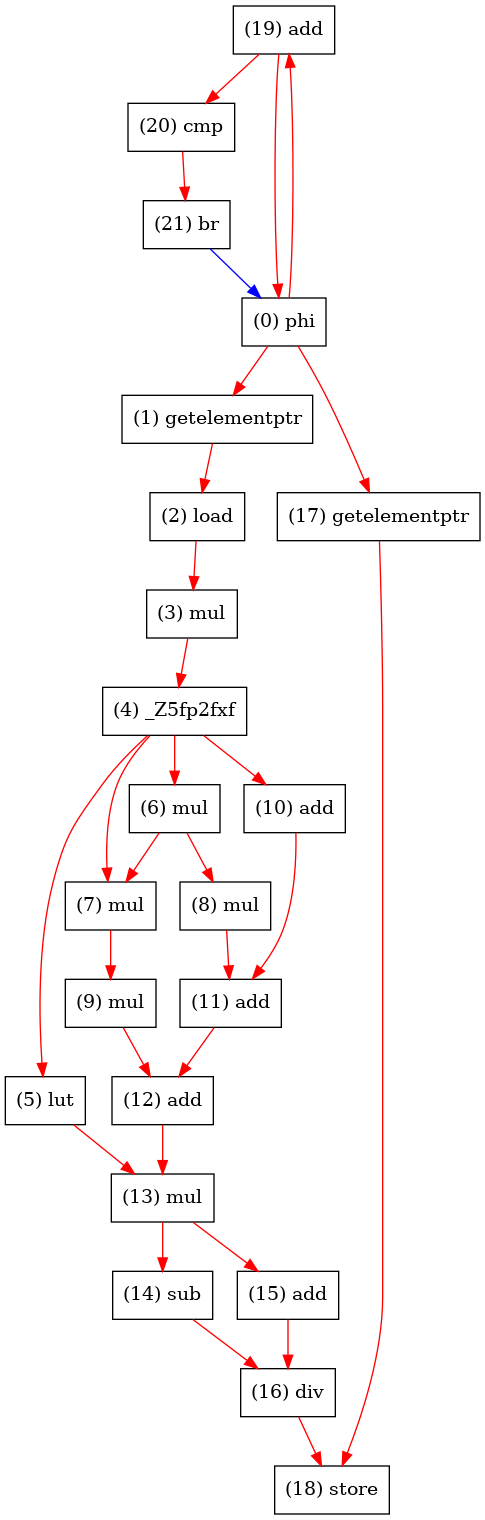 (19) add
(20) cmp
(21) br
(0) phi
(1) getelementptr
(2) load
(17) getelementptr
(3) mul
(4) _Z5fp2fxf
(6) mul
(10) add
(7) mul
(8) mul
(9) mul
(11) add
(5) lut
(12) add
(13) mul
(14) sub
(15) add
(16) div
(18) store